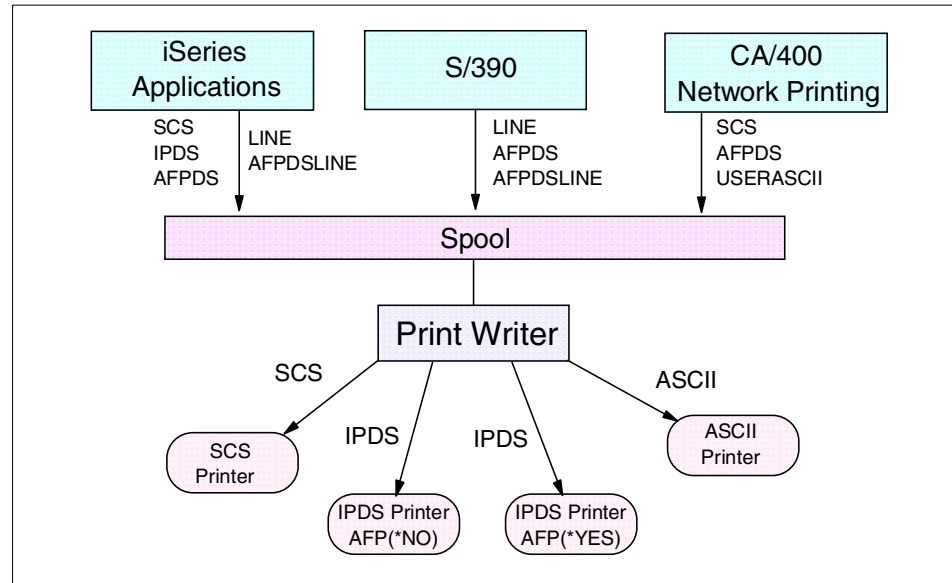 iSeries
Applications
S/390
CA/400
Network Printing
SCS
IPDS
AFPDS
LINE
AFPDSLINE
LINE
AFPDS
AFPDSLINE
SCS
AFPDS
USERASCII
Spool
Print Writer
SCS
IPDS
IPDS
ASCII
SCS
Printer
IPDS Printer
AFP(*NO)
IPDS Printer
AFP(*YES)
ASCII
Printer